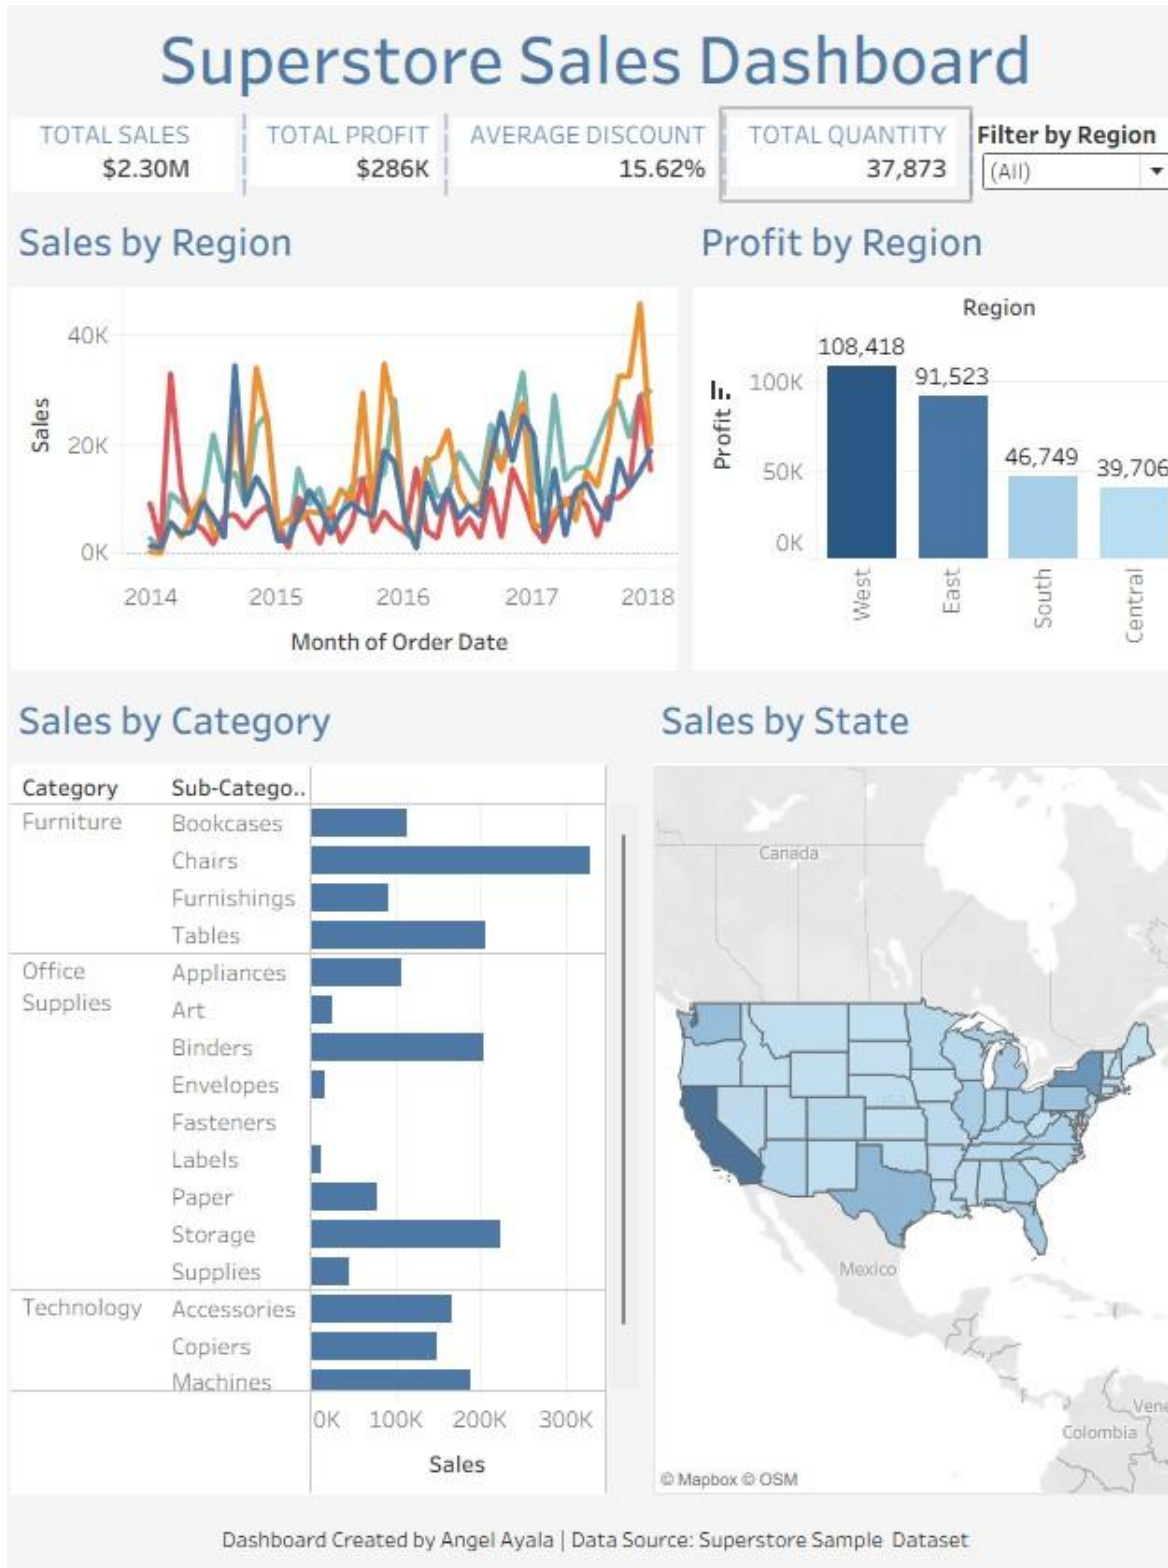 Superstore Sales Dashboard
TOTAL SALES
$2.30M
TOTAL PROFIT
$286K
AVERAGE DISCOUNT
15.62%
TOTAL QUANTITY
37,873
Filter by Region
(All)
Sales by Region
Sales
40K
20K
0K
2014 2015 2016 2017 2018
Month of Order Date
Profit by Region
Region
Profit
100K
50K
0K
108,418
91,523
46,749
39,706
West East South Central
Sales by Category
Category Sub-Catego..
Furniture Bookcases
Chairs
Furnishings
Tables
Office Appliances
Supplies Art
Binders
Envelopes
Fasteners
Labels
Paper
Storage
Supplies
Technology Accessories
Copiers
Machines
0K 100K 200K 300K
Sales
Sales by State
Canada
Mexico
Vene
Colombia
© Mapbox © OSM
Dashboard Created by Angel Ayala | Data Source: Superstore Sample Dataset